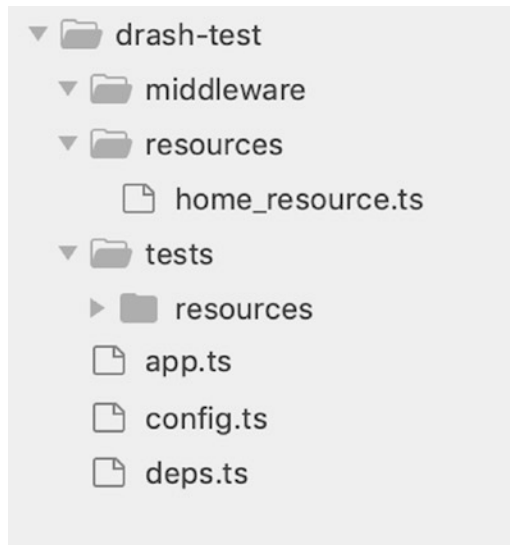 drash-test
middleware
resources
home_resource.ts
tests
resources
app.ts
config.ts
deps.ts